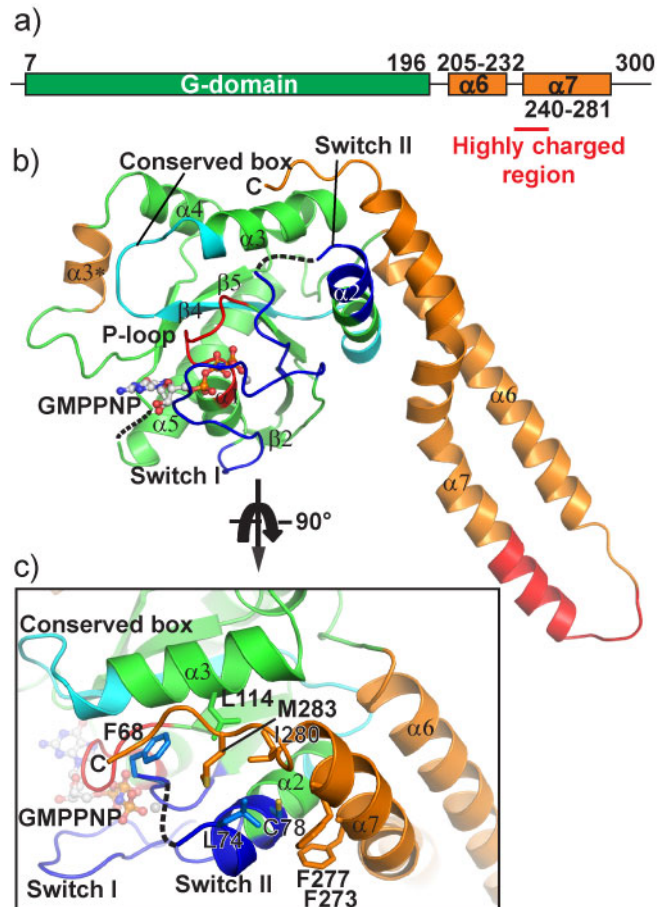 a)
7 196 205-232 300
G-domain α6 α7
240-281
Highly charged
region
b)
Switch II
Conserved box
C
α4
α3
α3*
α2
β5
β4
P-loop
GMPPNP
α5
β2
Switch I
α6
α7
90°
c)
Conserved box
α3
L114
M283
α6
F68
I280
C
α2
GMPPNP
C78
α7
L74
Switch I
Switch II
F277
F273